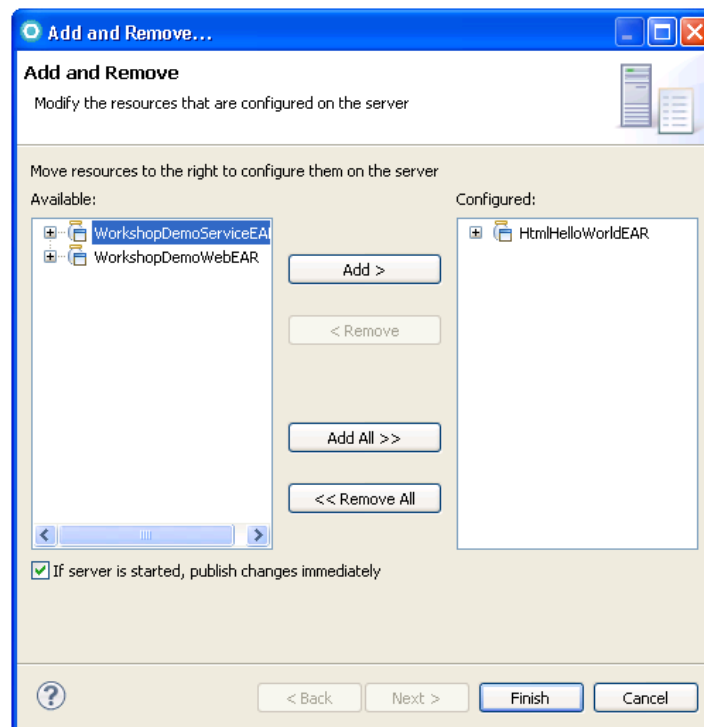 Add and Remove...
Add and Remove
Modify the resources that are configured on the server
Move resources to the right to configure them on the server
Available:
Configured:
WorkshopDemoServiceEA
HtmlHelloWorldEAR
WorkshopDemoWebEAR
Add >
< Remove
Add All >>
<< Remove All
If server is started, publish changes immediately
?
< Back
Next >
Finish
Cancel